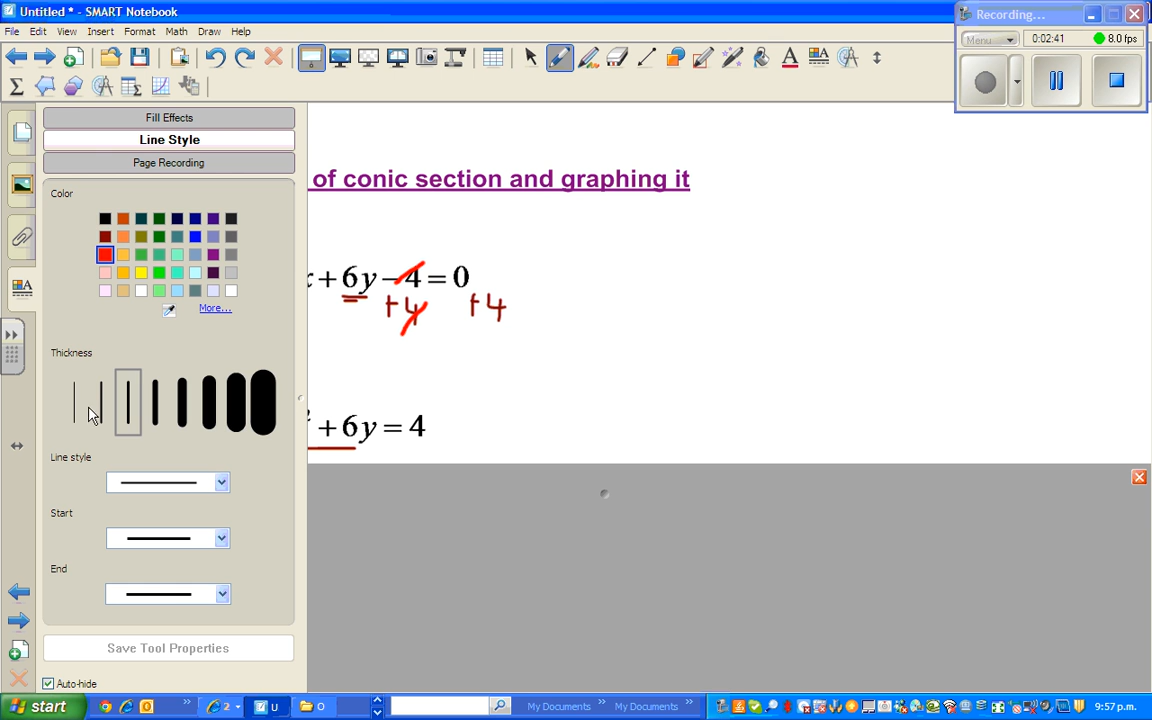 Untitled * - SMART Notebook
Recording...
File Edit View Insert Format Math Draw Help
Menu
0:02:41
8.0 fps
Fill Effects
Line Style
Page Recording
of conic section and graphing it
Color
+ 6y − 4 = 0
+4 +4
More...
Thickness
+ 6y = 4
Line style
Start
End
Save Tool Properties
Auto-hide
start
2
U
O
My Documents »
My Documents »
9:57 p.m.